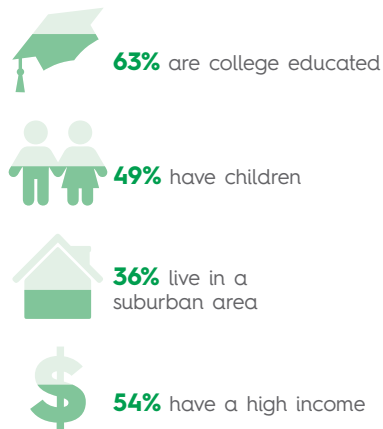 63% are college educated
49% have children
36% live in a
suburban area
54% have a high income